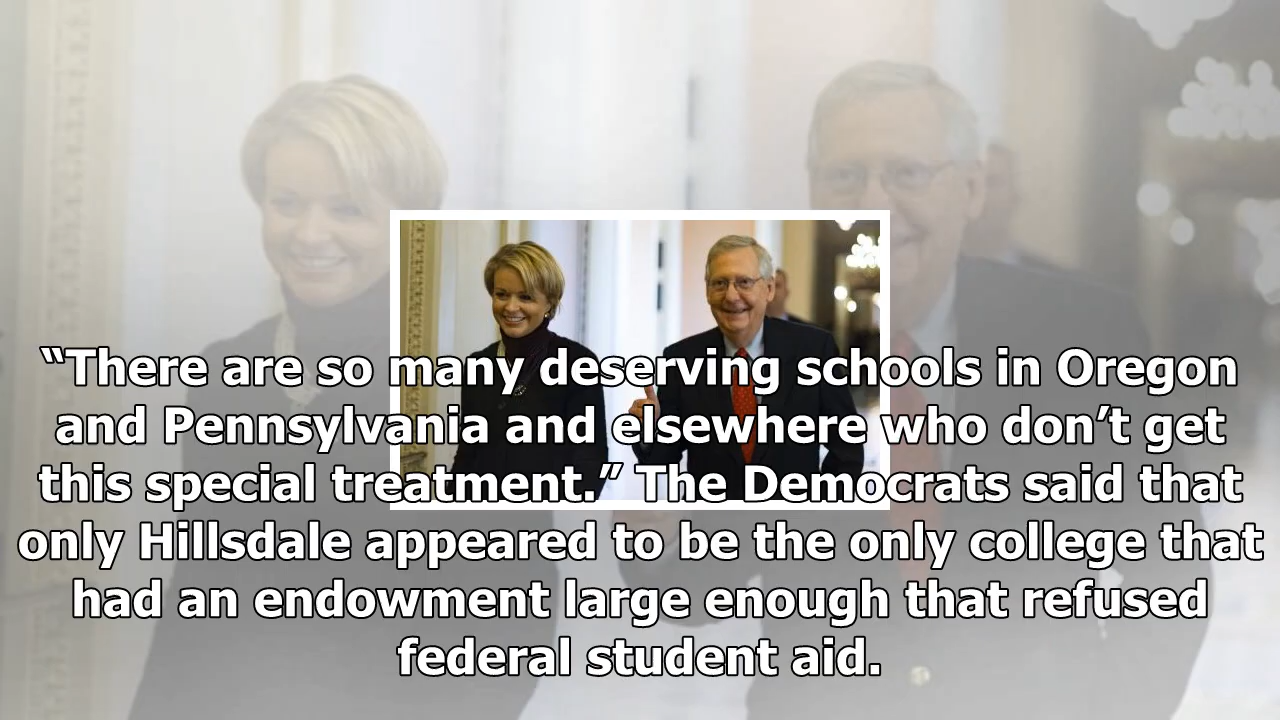 “There are so many deserving schools in Oregon
and Pennsylvania and elsewhere who don’t get
this special treatment.” The Democrats said that
only Hillsdale appeared to be the only college that
had an endowment large enough that refused
federal student aid.